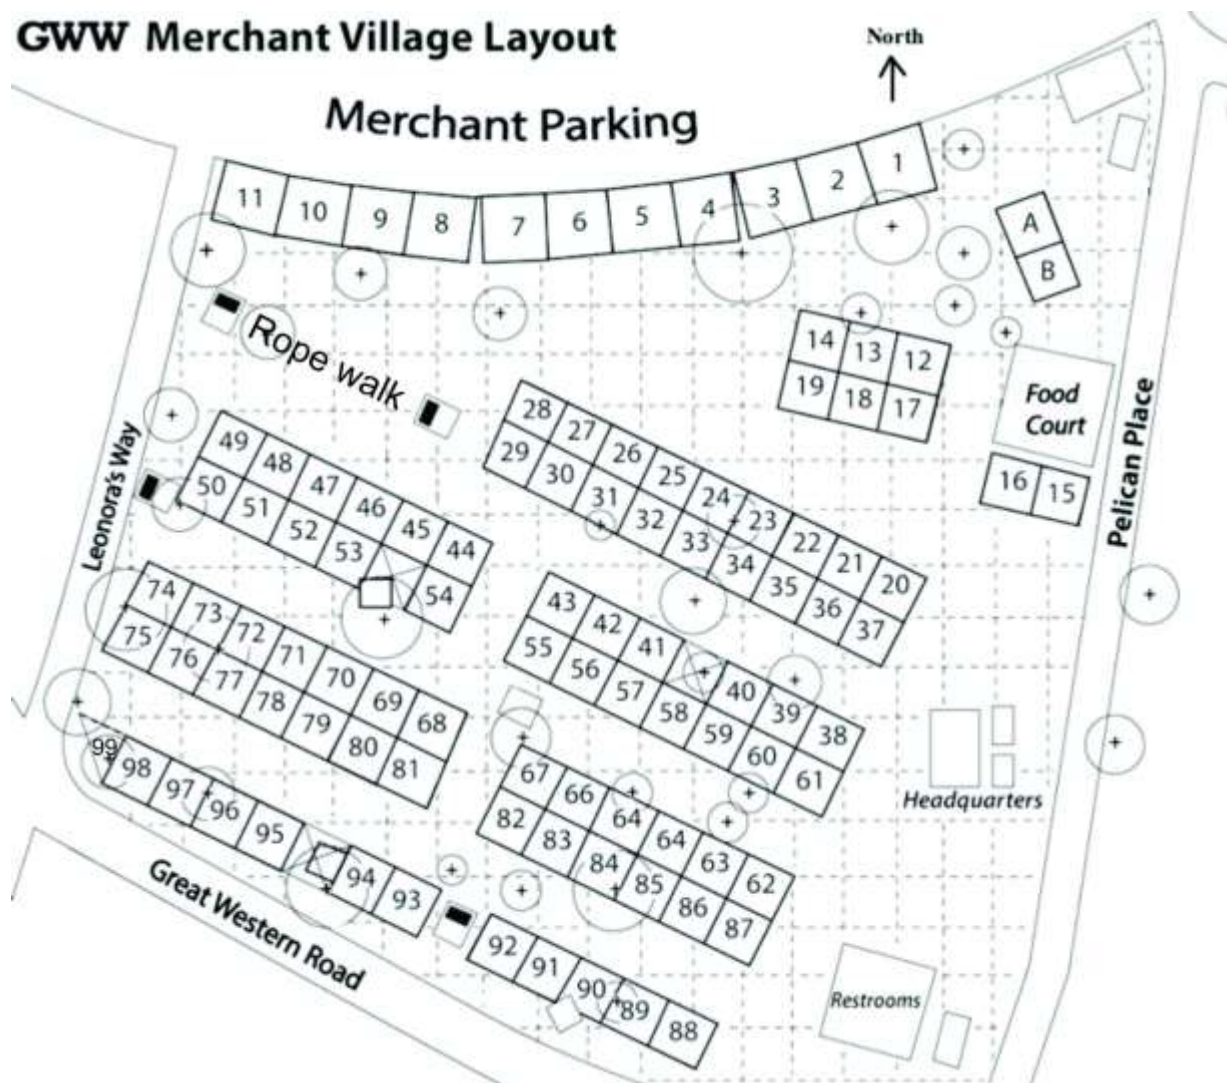 GWW Merchant Village Layout
North
Merchant Parking
11 10 9 8 7 6 5 4 3 2 1
A
B
Rope walk
14 13 12
19 18 17
Food
Court
16 15
Pelican Place
Leonora's Way
28 27 26 25 24 23 22 21 20
29 30 31 32 33 34 35 36 37
49 48 47 46 45 44
50 51 52 53 54
43 42 41 40 39 38
55 56 57 58 59 60 61
74 73 72 71 70 69 68
75 76 77 78 79 80 81
67 66 64 64 63 62
82 83 84 85 86 87
Headquarters
99 98 97 96 95 94 93
92 91 90 89 88
Great Western Road
Restrooms